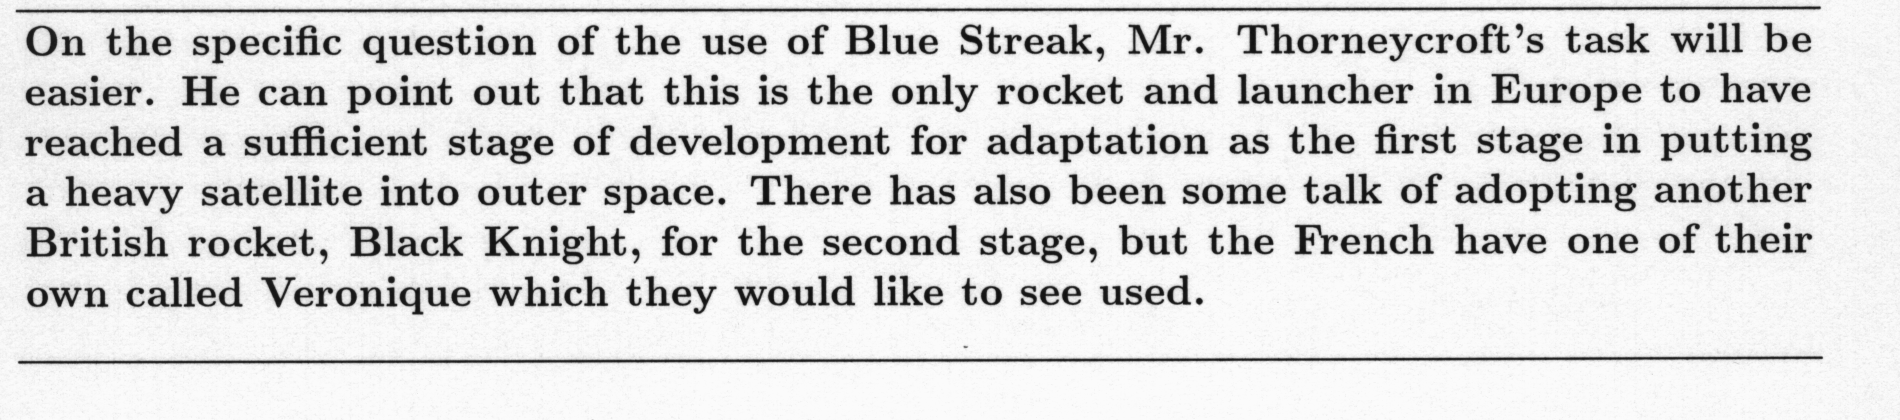 On the specific question of the use of Blue Streak, Mr. Thorneycroft's task will be
easier. He can point out that this is the only rocket and launcher in Europe to have
reached a sufficient stage of development for adaptation as the first stage in putting
a heavy satellite into outer space. There has also been some talk of adopting another
British rocket, Black Knight, for the second stage, but the French have one of their
own called Veronique which they would like to see used.